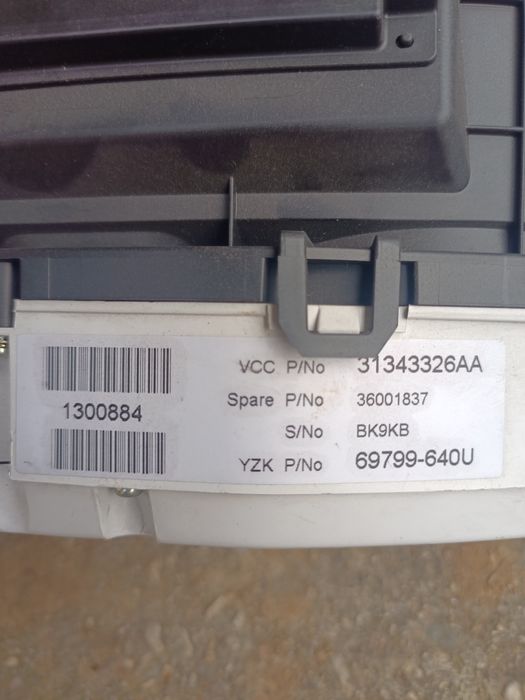 1300884
VCC P/No 31343326AA
Spare P/No 36001837
S/No BK9KB
YZK P/No 69799-640U